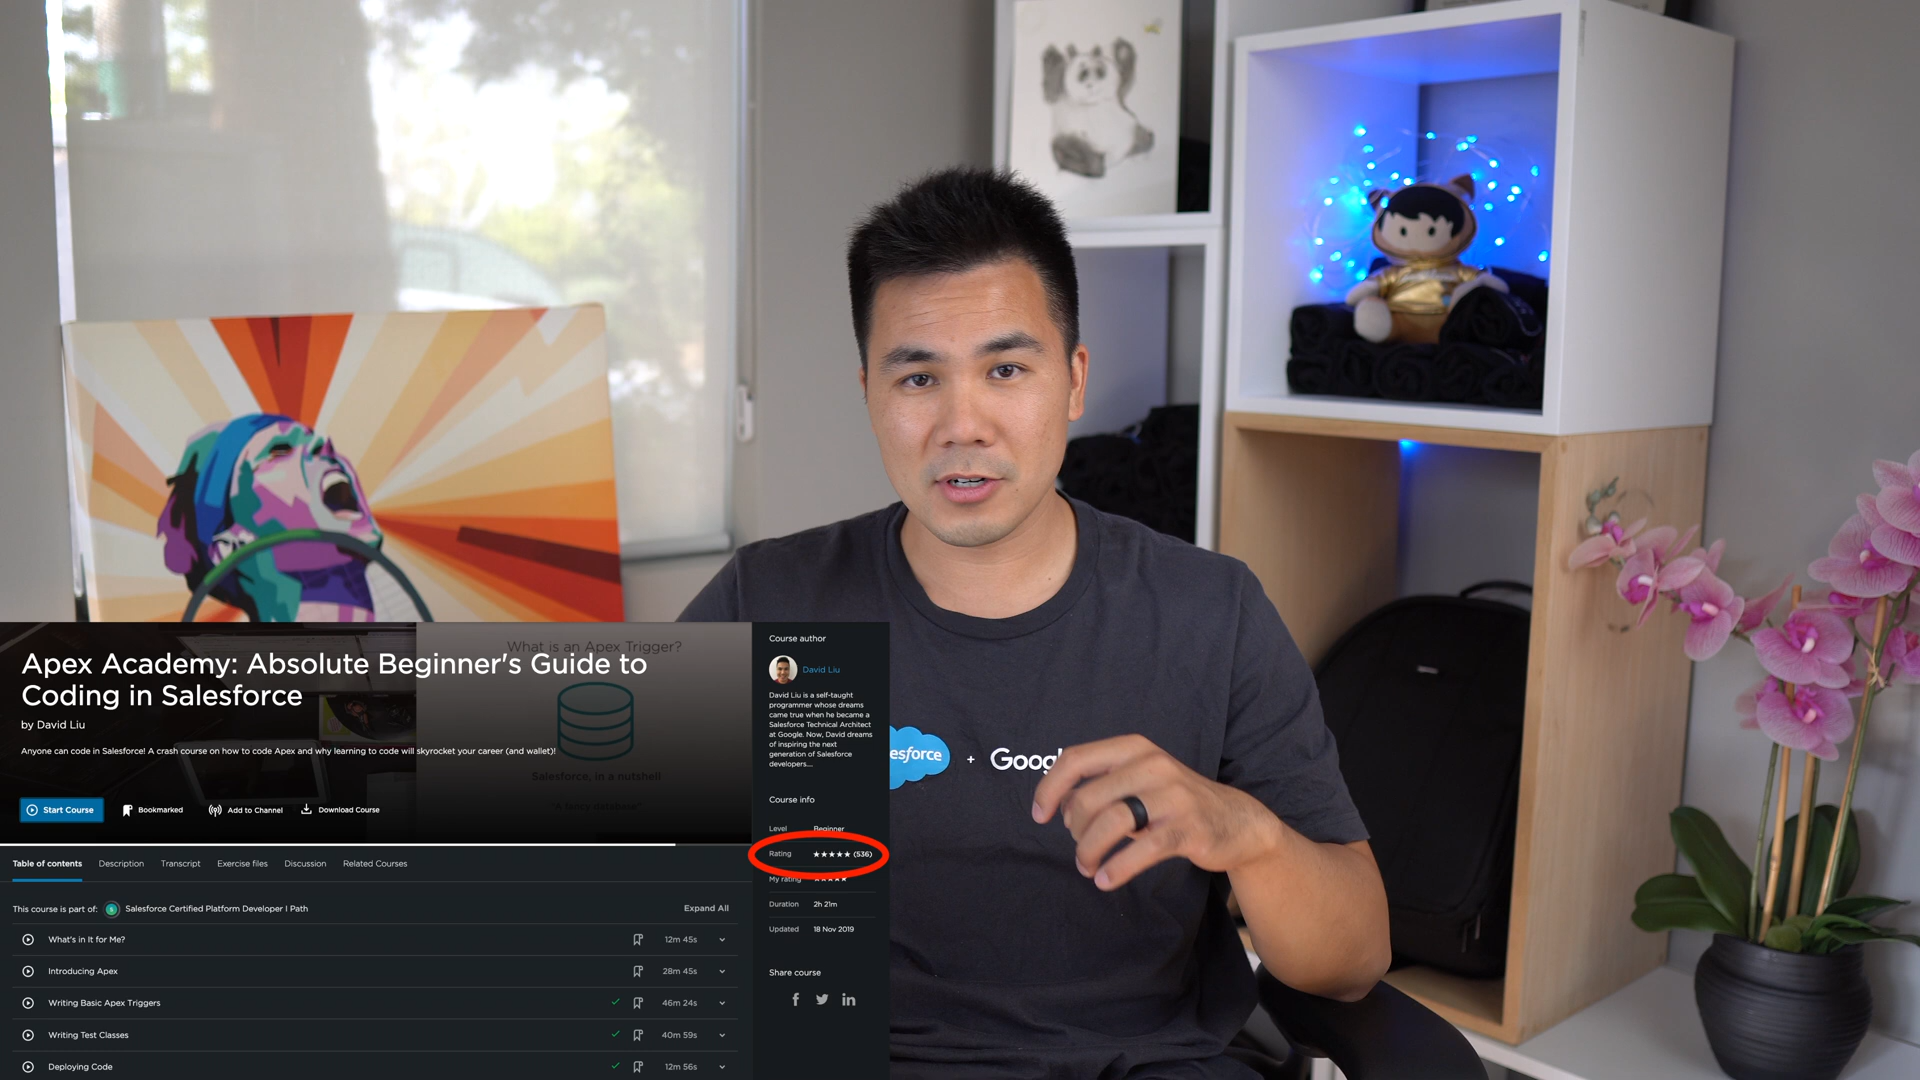 What is an Apex Trigger?
Apex Academy: Absolute Beginner's Guide to
Coding in Salesforce
by David Liu
Anyone can code in Salesforce! A crash course on how to code Apex and why learning to code will skyrocket your career (and wallet)!
Salesforce, in a nutshell
"A fancy database"
Start Course
Bookmarked
Add to Channel
Download Course
Course author
David Liu
David Liu is a self-taught
programmer whose dreams
came true when he became a
Salesforce Technical Architect
at Google. Now, David dreams
of inspiring the next
generation of Salesforce
developers....
Course info
Level Beginner
Rating ★★★★★ (536)
My rating ★★★★★
Duration 2h 21m
Updated 18 Nov 2019
Share course
Table of contents Description Transcript Exercise files Discussion Related Courses
This course is part of: Salesforce Certified Platform Developer I Path Expand All
What's in It for Me? 12m 45s
Introducing Apex 28m 45s
Writing Basic Apex Triggers 46m 24s
Writing Test Classes 40m 59s
Deploying Code 12m 56s
esforce + Google